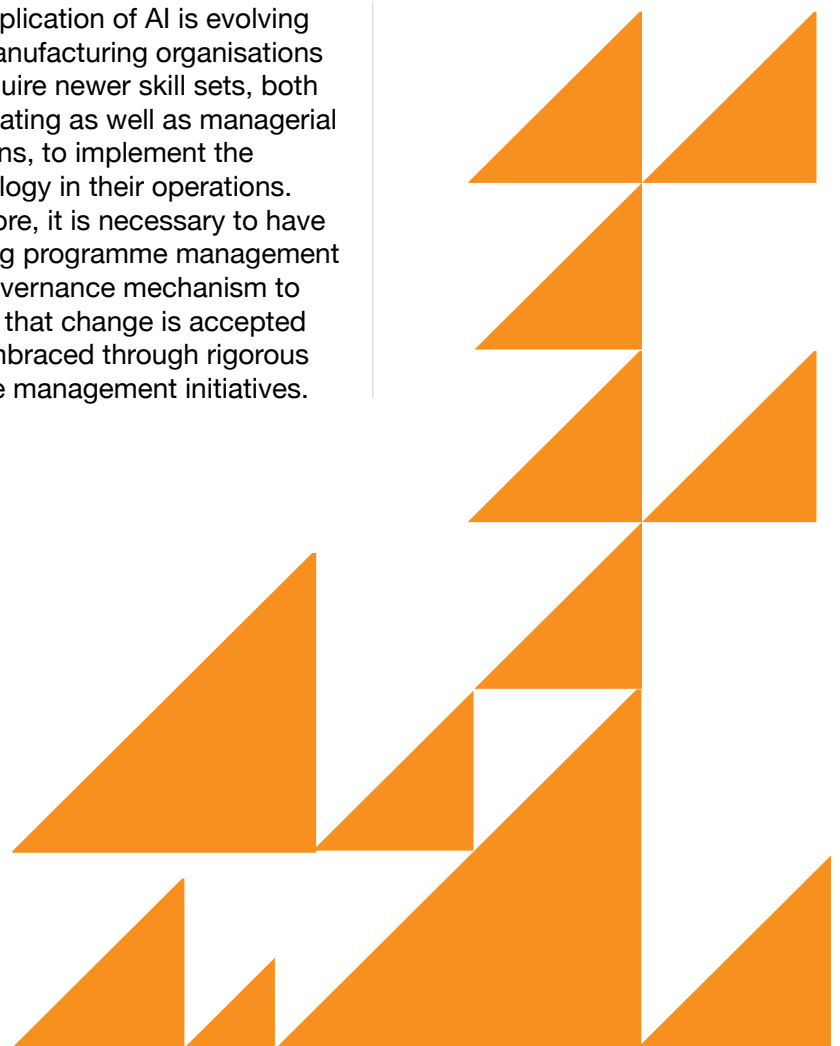 plication of AI is evolving
anufacturing organisations
uire newer skill sets, both
ating as well as managerial
ns, to implement the
logy in their operations.
ore, it is necessary to have
g programme management
vernance mechanism to
that change is accepted
mbraced through rigorous
e management initiatives.